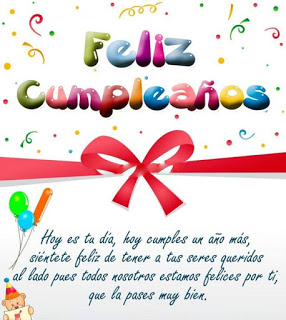 Feliz
Cumpleaños
Hoy es tu día, hoy cumples un año más,
siéntete feliz de tener a tus seres queridos
al lado pues todos nosotros estamos felices por ti,
que la pases muy bien.